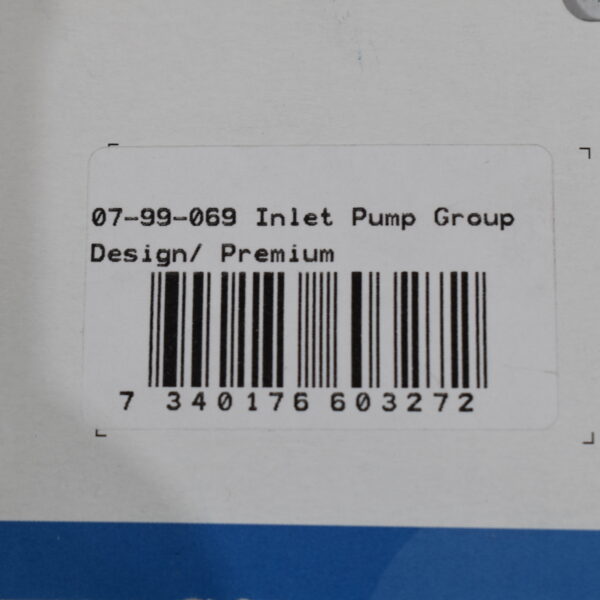 07-99-069 Inlet Pump Group
Design/ Premium
7 340176 603272